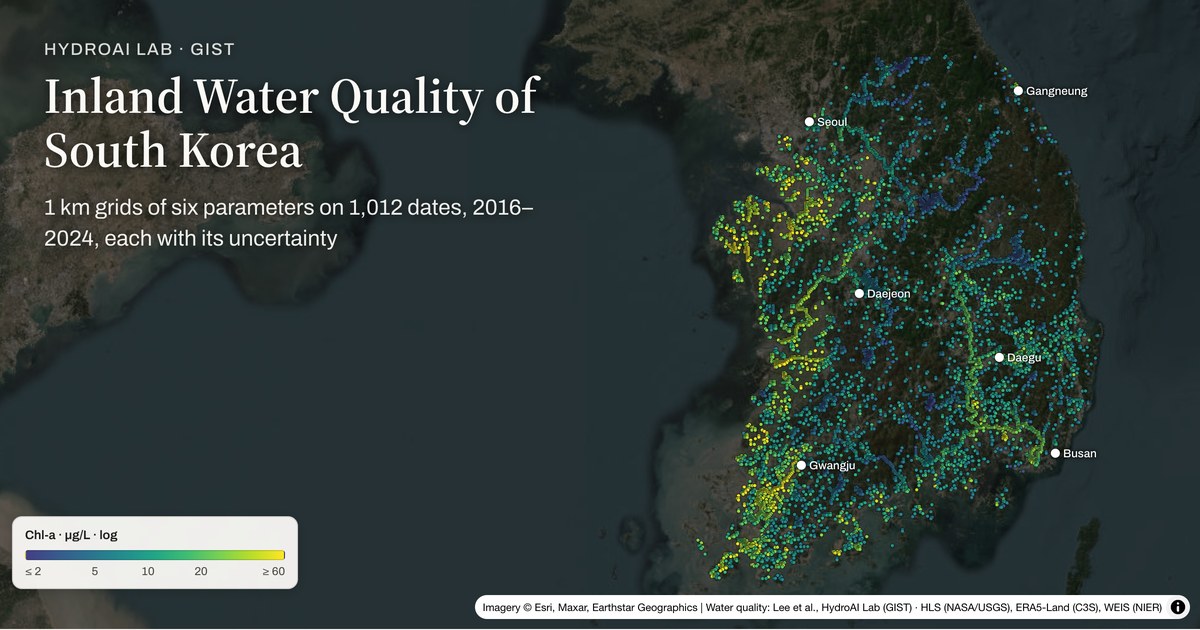 HYDROAI LAB · GIST
Inland Water Quality of
South Korea
1 km grids of six parameters on 1,012 dates, 2016–
2024, each with its uncertainty
Gangneung
Seoul
Daejeon
Daegu
Busan
Gwangju
Chl-a · µg/L · log
≤ 2 5 10 20 ≥ 60
Imagery © Esri, Maxar, Earthstar Geographics | Water quality: Lee et al., HydroAI Lab (GIST) · HLS (NASA/USGS), ERA5-Land (C3S), WEIS (NIER)